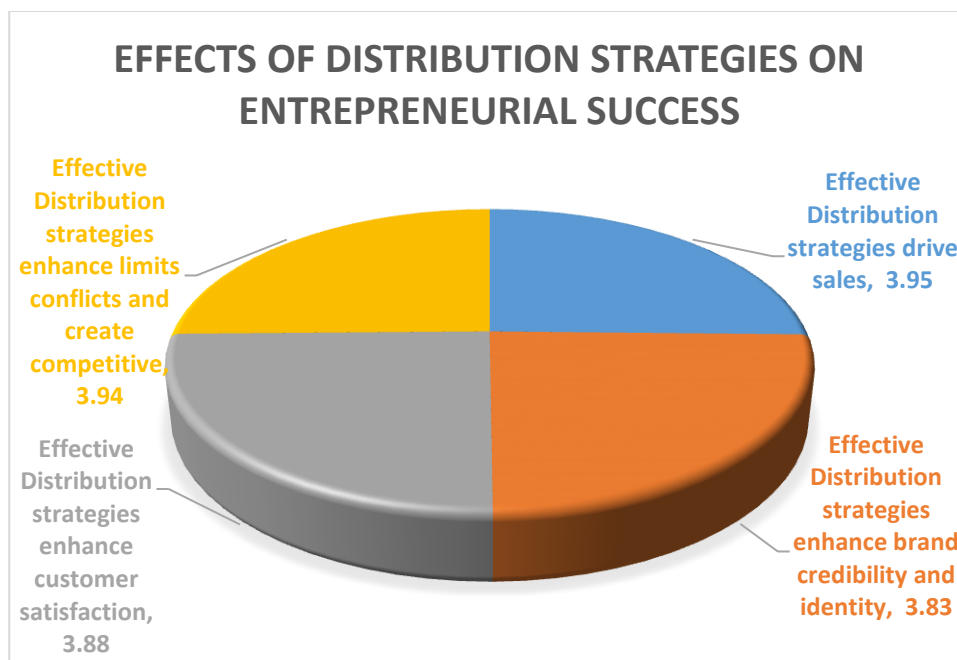 EFFECTS OF DISTRIBUTION STRATEGIES ON
ENTREPRENEURIAL SUCCESS
Effective
Distribution
strategies
enhance limits
conflicts and
create
competitive,
3.94
Effective
Distribution
strategies drive
sales, 3.95
Effective
Distribution
strategies
enhance
customer
satisfaction,
3.88
Effective
Distribution
strategies
enhance brand
credibility and
identity, 3.83